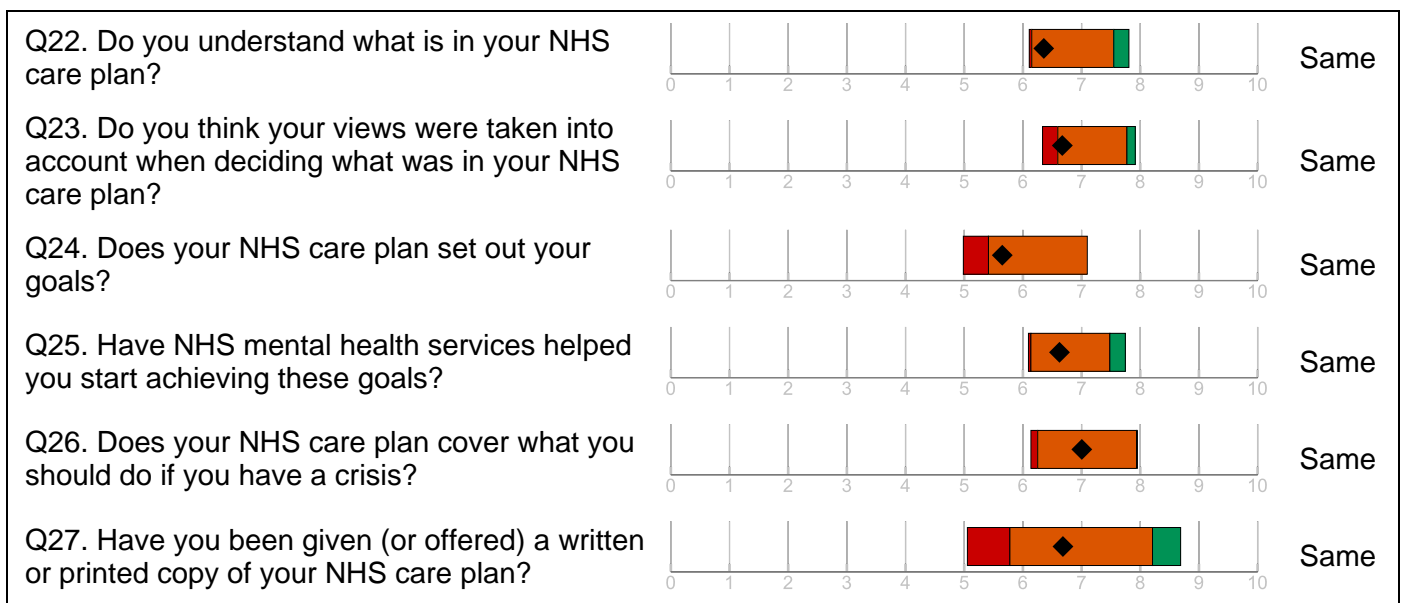 Q22. Do you understand what is in your NHS
care plan?
0 1 2 3 4 5 6 7 8 9 10
Same
Q23. Do you think your views were taken into
account when deciding what was in your NHS
care plan?
0 1 2 3 4 5 6 7 8 9 10
Same
Q24. Does your NHS care plan set out your
goals?
0 1 2 3 4 5 6 7 8 9 10
Same
Q25. Have NHS mental health services helped
you start achieving these goals?
0 1 2 3 4 5 6 7 8 9 10
Same
Q26. Does your NHS care plan cover what you
should do if you have a crisis?
0 1 2 3 4 5 6 7 8 9 10
Same
Q27. Have you been given (or offered) a written
or printed copy of your NHS care plan?
0 1 2 3 4 5 6 7 8 9 10
Same